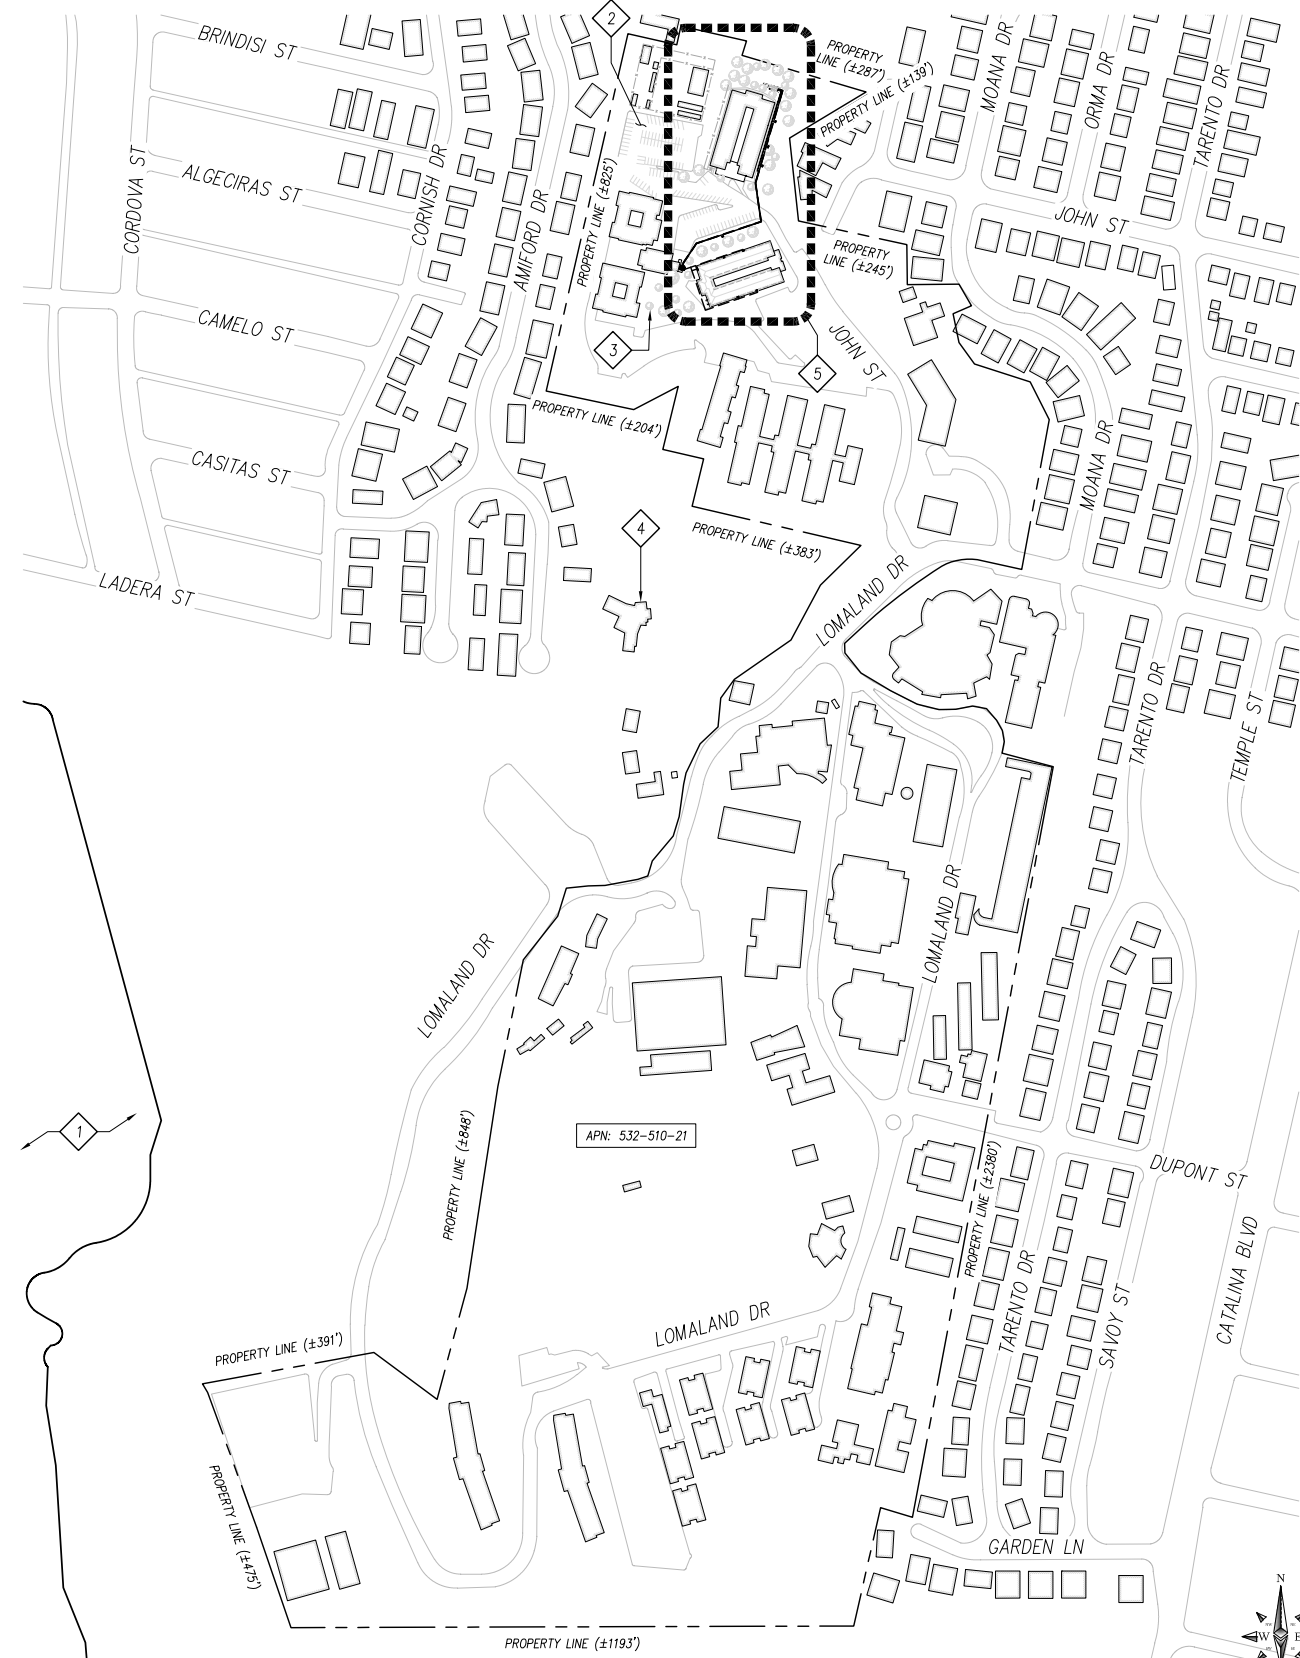 2
BRINDISI ST
PROPERTY
LINE (±287')
PROPERTY LINE (±139')
MOANA DR
ORMA DR
TARENTO DR
CORDOVA ST
ALGECIRAS ST
CORNISH DR
AMIFORD DR
PROPERTY LINE (±825')
JOHN ST
PROPERTY
LINE (±245')
CAMELO ST
3
5
JOHN ST
PROPERTY LINE (±204')
CASITAS ST
MOANA DR
4
PROPERTY LINE (±383')
LADERA ST
LOMALAND DR
TARENTO DR
TEMPLE ST
LOMALAND DR
LOMALAND DR
1
PROPERTY LINE (±848')
APN: 532-510-21
PROPERTY LINE (±2380')
DUPONT ST
CATALINA BLVD
TARENTO DR
SAVOY ST
LOMALAND DR
PROPERTY LINE (±391')
PROPERTY LINE (±475')
GARDEN LN
PROPERTY LINE (±1193')
N
W
E